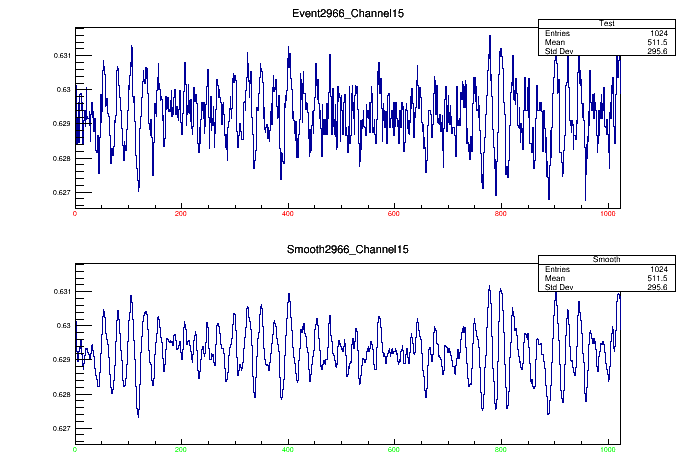 Event2966_Channel15
Test
Entries 1024
Mean 511.5
Std Dev 295.6
0.631
0.63
0.629
0.628
0.627
0 200 400 600 800 1000
Smooth2966_Channel15
Smooth
Entries 1024
Mean 511.5
Std Dev 295.6
0.631
0.63
0.629
0.628
0.627
0 200 400 600 800 1000